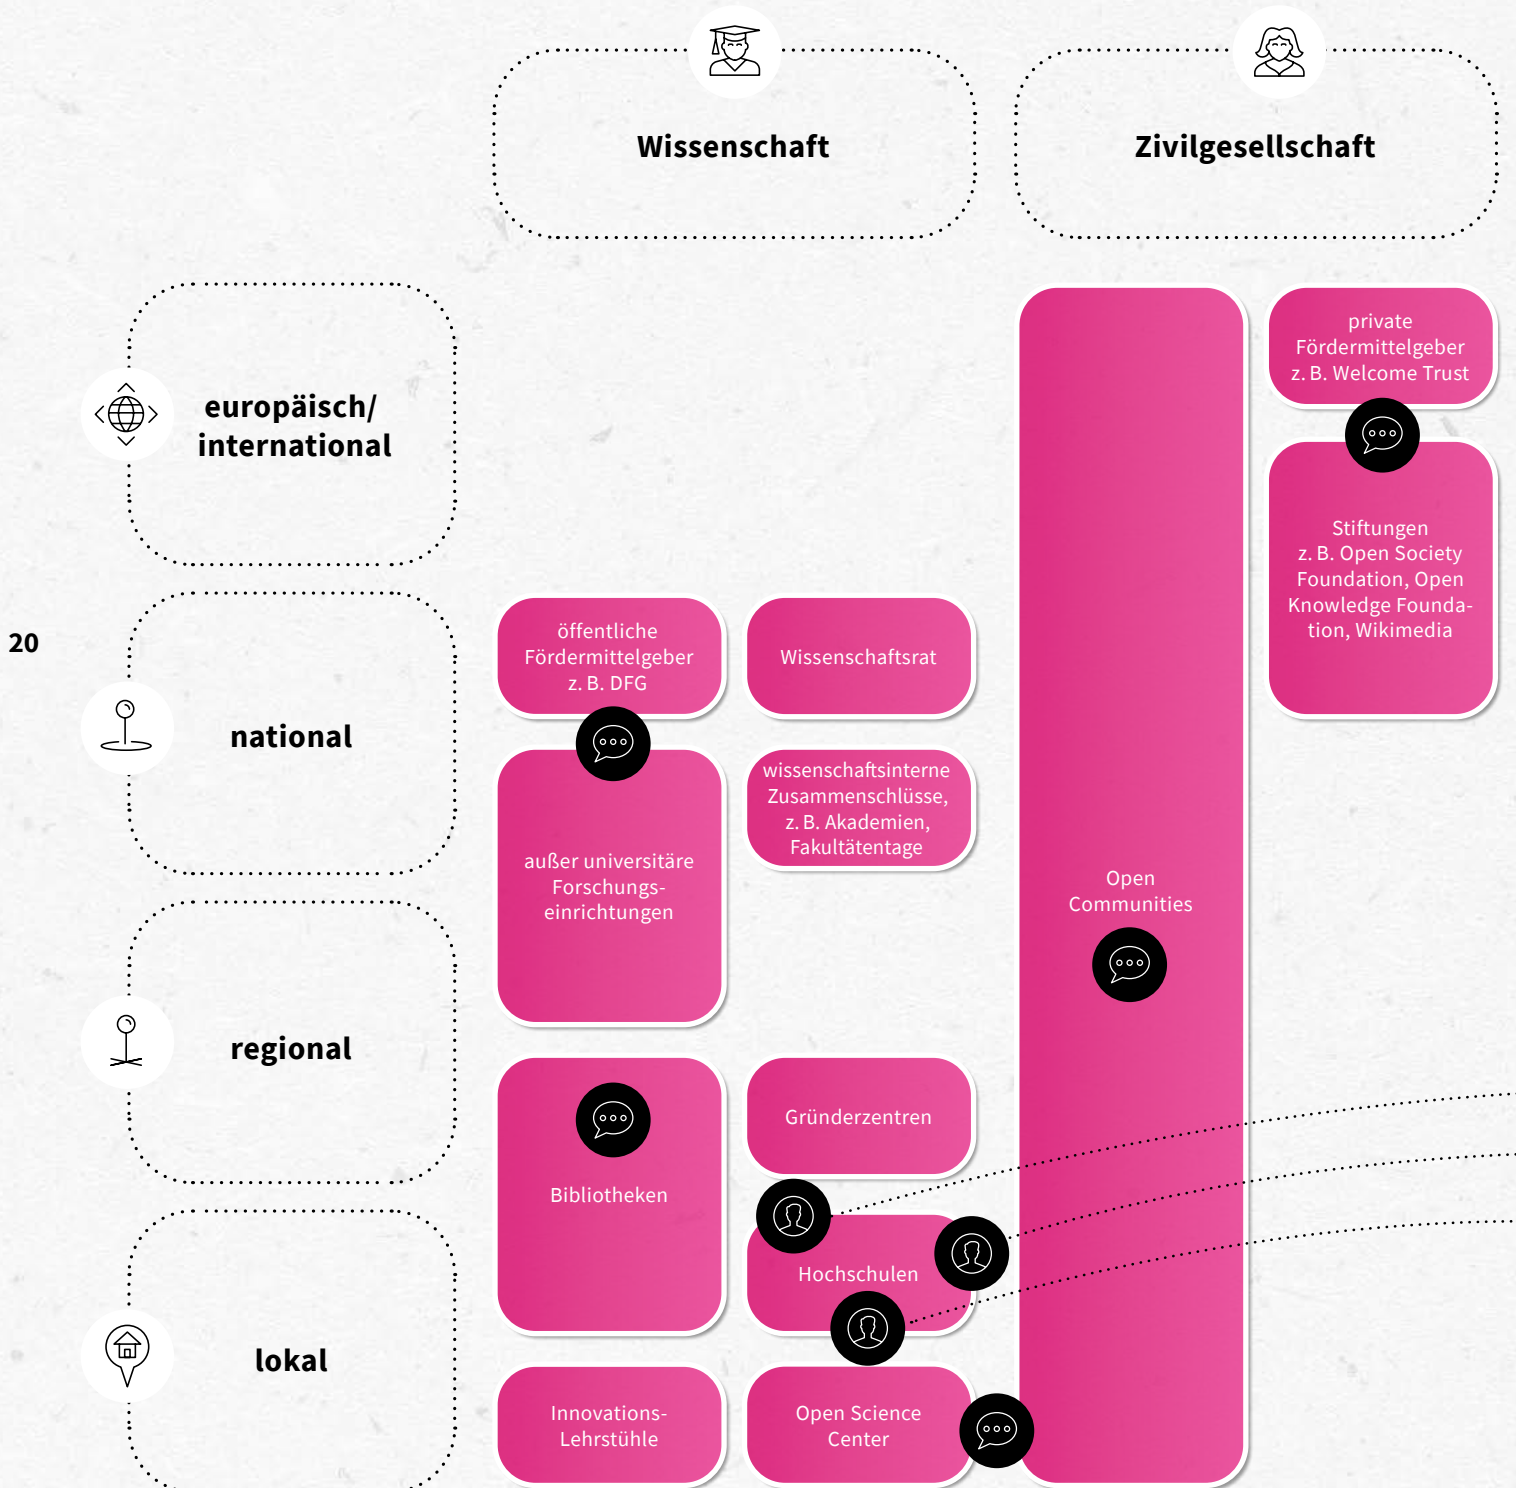 Wissenschaft
Zivilgesellschaft
europäisch/
international
private
Fördermittelgeber
z. B. Welcome Trust
Stiftungen
z. B. Open Society
Foundation, Open
Knowledge Founda-
tion, Wikimedia
20
national
öffentliche
Fördermittelgeber
z. B. DFG
Wissenschaftsrat
außer universitäre
Forschungs-
einrichtungen
wissenschaftsinterne
Zusammenschlüsse,
z. B. Akademien,
Fakultätentage
Open
Communities
regional
Bibliotheken
Gründerzentren
Hochschulen
lokal
Innovations-
Lehrstühle
Open Science
Center